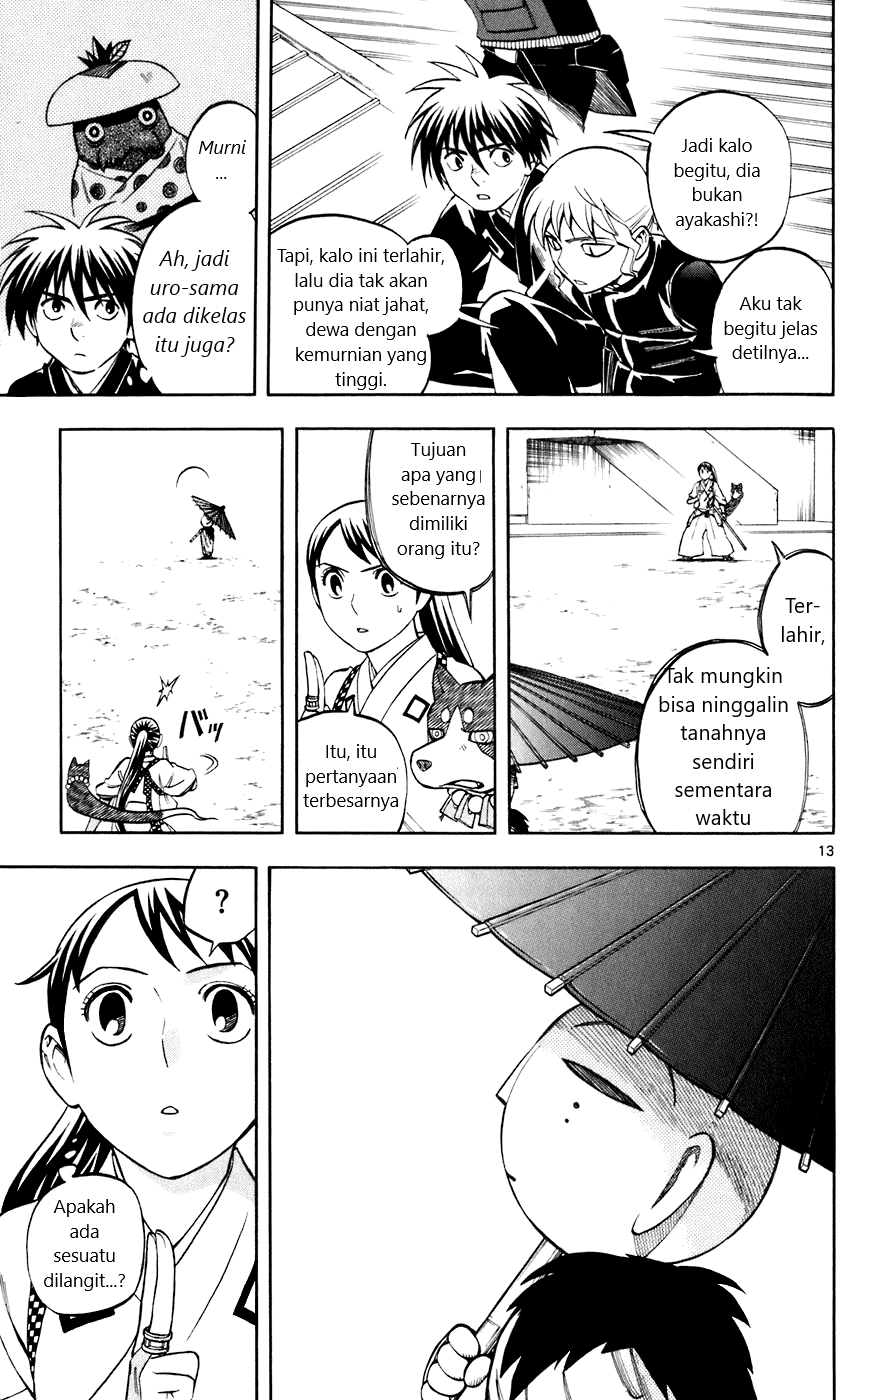 Jadi kalo
begitu, dia
bukan
ayakashi?!
Aku tak
begitu jelas
detilnya...
Tapi, kalo ini terlahir,
lalu dia tak akan
punya niat jahat,
dewa dengan
kemurnian yang
tinggi.
Murni
...
Ah, jadi
uro-sama
ada dikelas
itu juga?
Ter-
lahir,
Tak mungkin
bisa ninggalin
tanahnya
sendiri
sementara
waktu
Tujuan
apa yang
sebenarnya
dimiliki
orang itu?
Itu, itu
pertanyaan
terbesarnya
バッ
13
?
Apakah
ada
sesuatu
dilangit...?